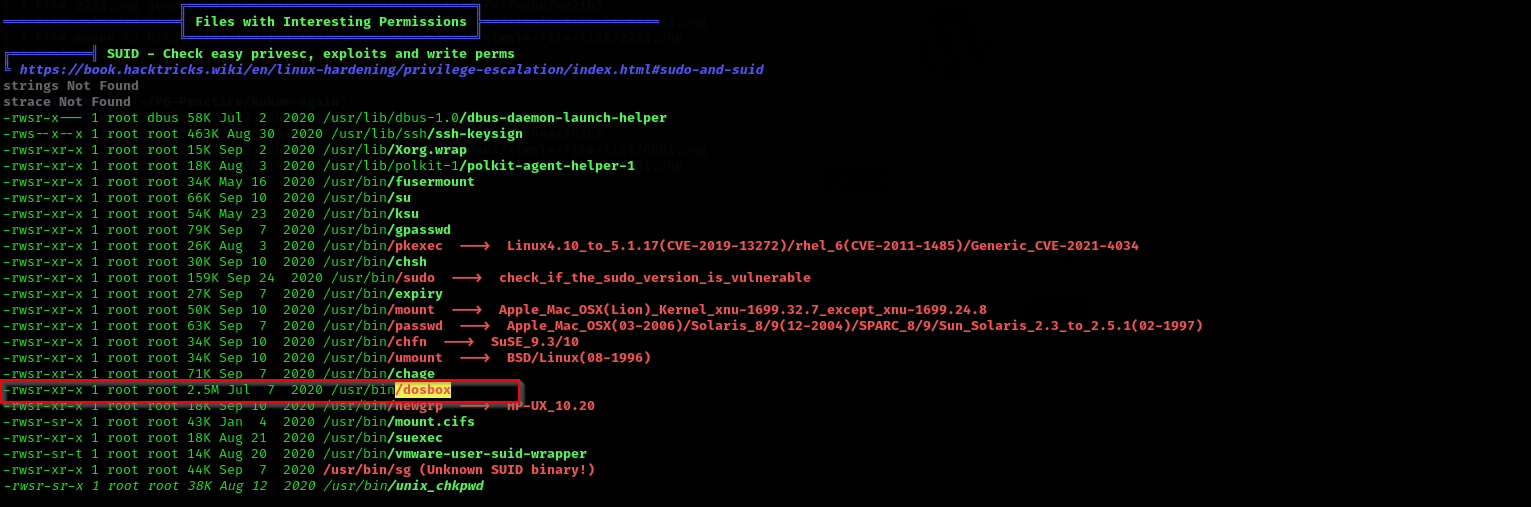 Files with Interesting Permissions
SUID - Check easy privesc, exploits and write perms
https://book.hacktricks.wiki/en/linux-hardening/privilege-escalation/index.html#sudo-and-suid
strings Not Found
strace Not Found
-rwsr-x--- 1 root dbus 58K Jul  2  2020 /usr/lib/dbus-1.0/dbus-daemon-launch-helper
-rws--x--x 1 root root 463K Aug 30  2020 /usr/lib/ssh/ssh-keysign
-rwsr-xr-x 1 root root 15K Sep  2  2020 /usr/lib/Xorg.wrap
-rwsr-xr-x 1 root root 18K Aug  3  2020 /usr/lib/polkit-1/polkit-agent-helper-1
-rwsr-xr-x 1 root root 34K May 16  2020 /usr/bin/fusermount
-rwsr-xr-x 1 root root 66K Sep 10  2020 /usr/bin/su
-rwsr-xr-x 1 root root 54K May 23  2020 /usr/bin/ksu
-rwsr-xr-x 1 root root 79K Sep  7  2020 /usr/bin/gpasswd
-rwsr-xr-x 1 root root 26K Aug  3  2020 /usr/bin/pkexec  --->  Linux4.10_to_5.1.17(CVE-2019-13272)/rhel_6(CVE-2011-1485)/Generic_CVE-2021-4034
-rwsr-xr-x 1 root root 30K Sep 10  2020 /usr/bin/chsh
-rwsr-xr-x 1 root root 159K Sep 24  2020 /usr/bin/sudo  --->  check_if_the_sudo_version_is_vulnerable
-rwsr-xr-x 1 root root 27K Sep  7  2020 /usr/bin/expiry
-rwsr-xr-x 1 root root 50K Sep 10  2020 /usr/bin/mount  --->  Apple_Mac_OSX(Lion)_Kernel_xnu-1699.32.7_except_xnu-1699.24.8
-rwsr-xr-x 1 root root 63K Sep  7  2020 /usr/bin/passwd  --->  Apple_Mac_OSX(03-2006)/Solaris_8/9(12-2004)/SPARC_8/9/Sun_Solaris_2.3_to_2.5.1(02-1997)
-rwsr-xr-x 1 root root 34K Sep 10  2020 /usr/bin/chfn  --->  SuSE_9.3/10
-rwsr-xr-x 1 root root 34K Sep 10  2020 /usr/bin/umount  --->  BSD/Linux(08-1996)
-rwsr-xr-x 1 root root 71K Sep  7  2020 /usr/bin/chage
-rwsr-xr-x 1 root root 2.5M Jul  7  2020 /usr/bin/dosbox
-rwsr-xr-x 1 root root 18K Sep 10  2020 /usr/bin/newgrp  --->  HP-UX_10.20
-rwsr-sr-x 1 root root 43K Jan  4  2020 /usr/bin/mount.cifs
-rwsr-xr-x 1 root root 18K Aug 21  2020 /usr/bin/suexec
-rwsr-sr-t 1 root root 14K Aug 20  2020 /usr/bin/vmware-user-suid-wrapper
-rwsr-xr-x 1 root root 44K Sep  7  2020 /usr/bin/sg (Unknown SUID binary!)
-rwsr-sr-x 1 root root 38K Aug 12  2020 /usr/bin/unix_chkpwd